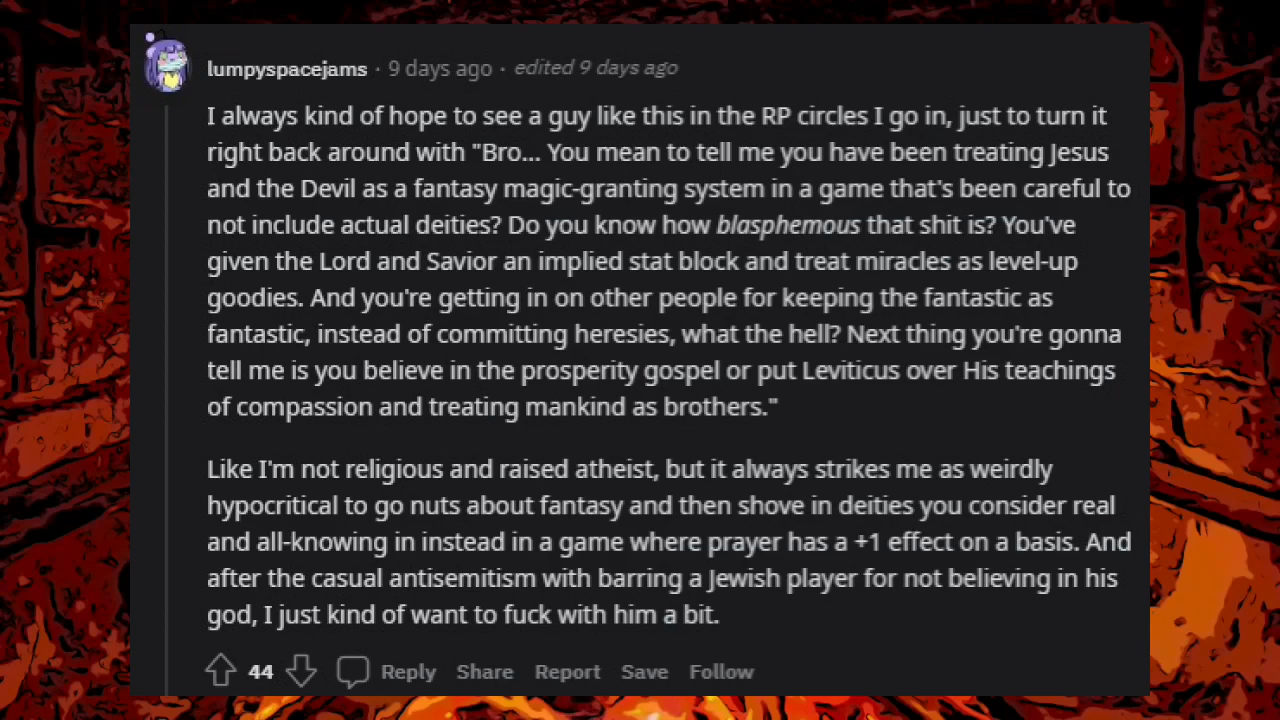 lumpyspacejams · 9 days ago · edited 9 days ago
I always kind of hope to see a guy like this in the RP circles I go in, just to turn it
right back around with "Bro... You mean to tell me you have been treating Jesus
and the Devil as a fantasy magic-granting system in a game that's been careful to
not include actual deities? Do you know how blasphemous that shit is? You've
given the Lord and Savior an implied stat block and treat miracles as level-up
goodies. And you're getting in on other people for keeping the fantastic as
fantastic, instead of committing heresies, what the hell? Next thing you're gonna
tell me is you believe in the prosperity gospel or put Leviticus over His teachings
of compassion and treating mankind as brothers."
Like I'm not religious and raised atheist, but it always strikes me as weirdly
hypocritical to go nuts about fantasy and then shove in deities you consider real
and all-knowing in instead in a game where prayer has a +1 effect on a basis. And
after the casual antisemitism with barring a Jewish player for not believing in his
god, I just kind of want to fuck with him a bit.
44 Reply Share Report Save Follow